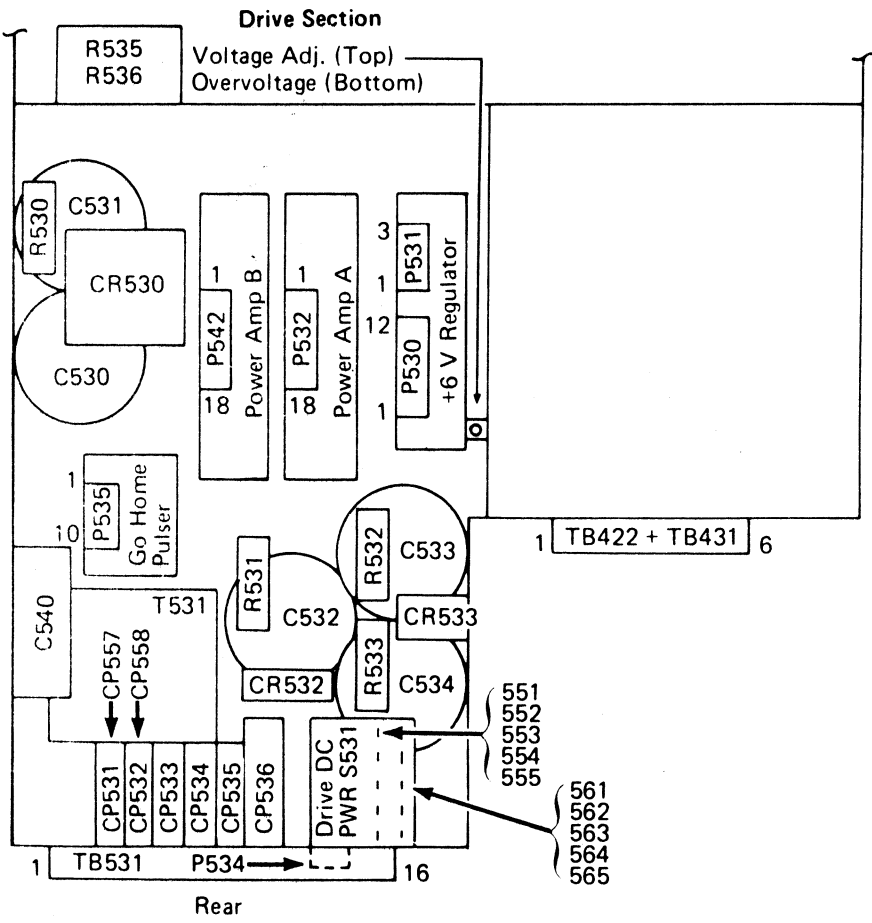 Drive Section
R535
R536
Voltage Adj. (Top)
Overvoltage (Bottom)
R530
C531
CR530
C530
1
P542
18
Power Amp B
1
P532
18
Power Amp A
3
P531
1
12
P530
1
+6 V Regulator
1
P535
10
Go Home
Pulser
1
TB422 + TB431
6
C540
T531
CP557
CP558
R531
C532
CR532
R532
C533
CR533
R533
C534
CP531
CP532
CP533
CP534
CP535
CP536
Drive DC
PWR S531
551
552
553
554
555
561
562
563
564
565
1
TB531
P534
16
Rear